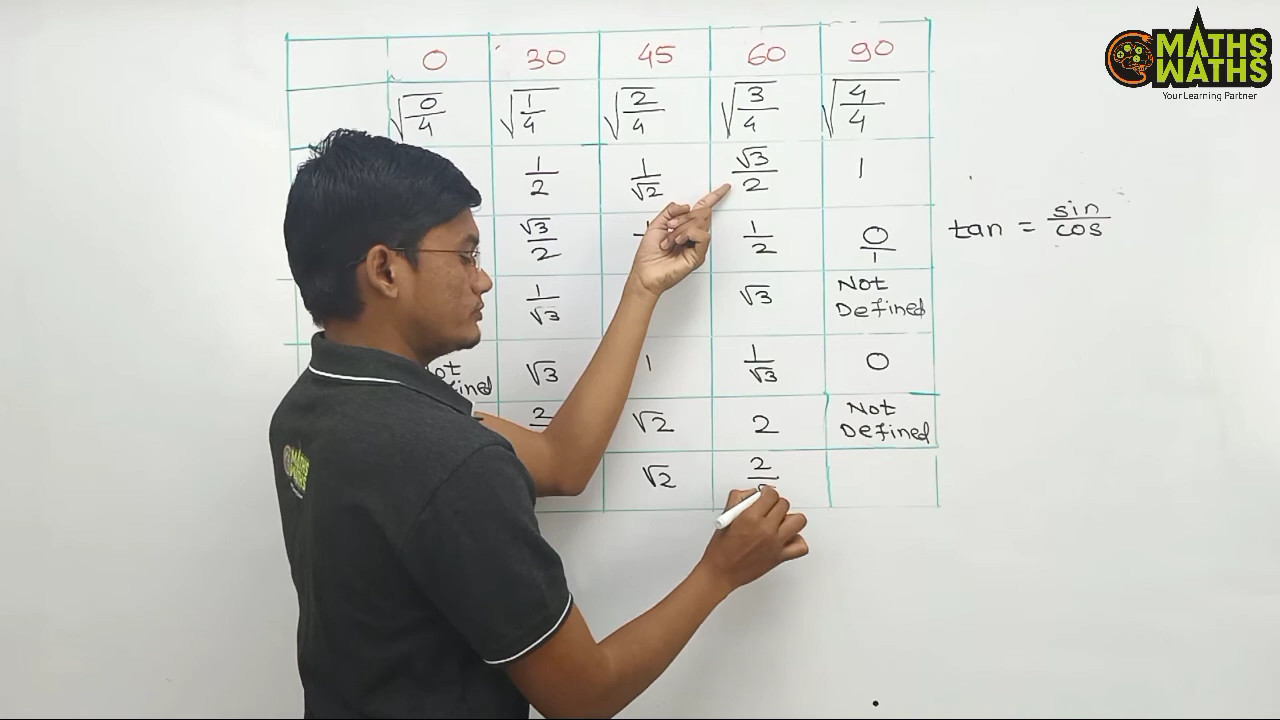 MATHS
WATHS
Your Learning Partner
0 30 45 60 90
√0/4 √1/4 √2/4 √3/4 √4/4
1/2 1/√2 √3/2 1
√3/2 1/2 0/1
1/√3 √3 Not Defined
√3 1 1/√3 0
2 √2 2 Not Defined
√2 2
tan = sin/cos